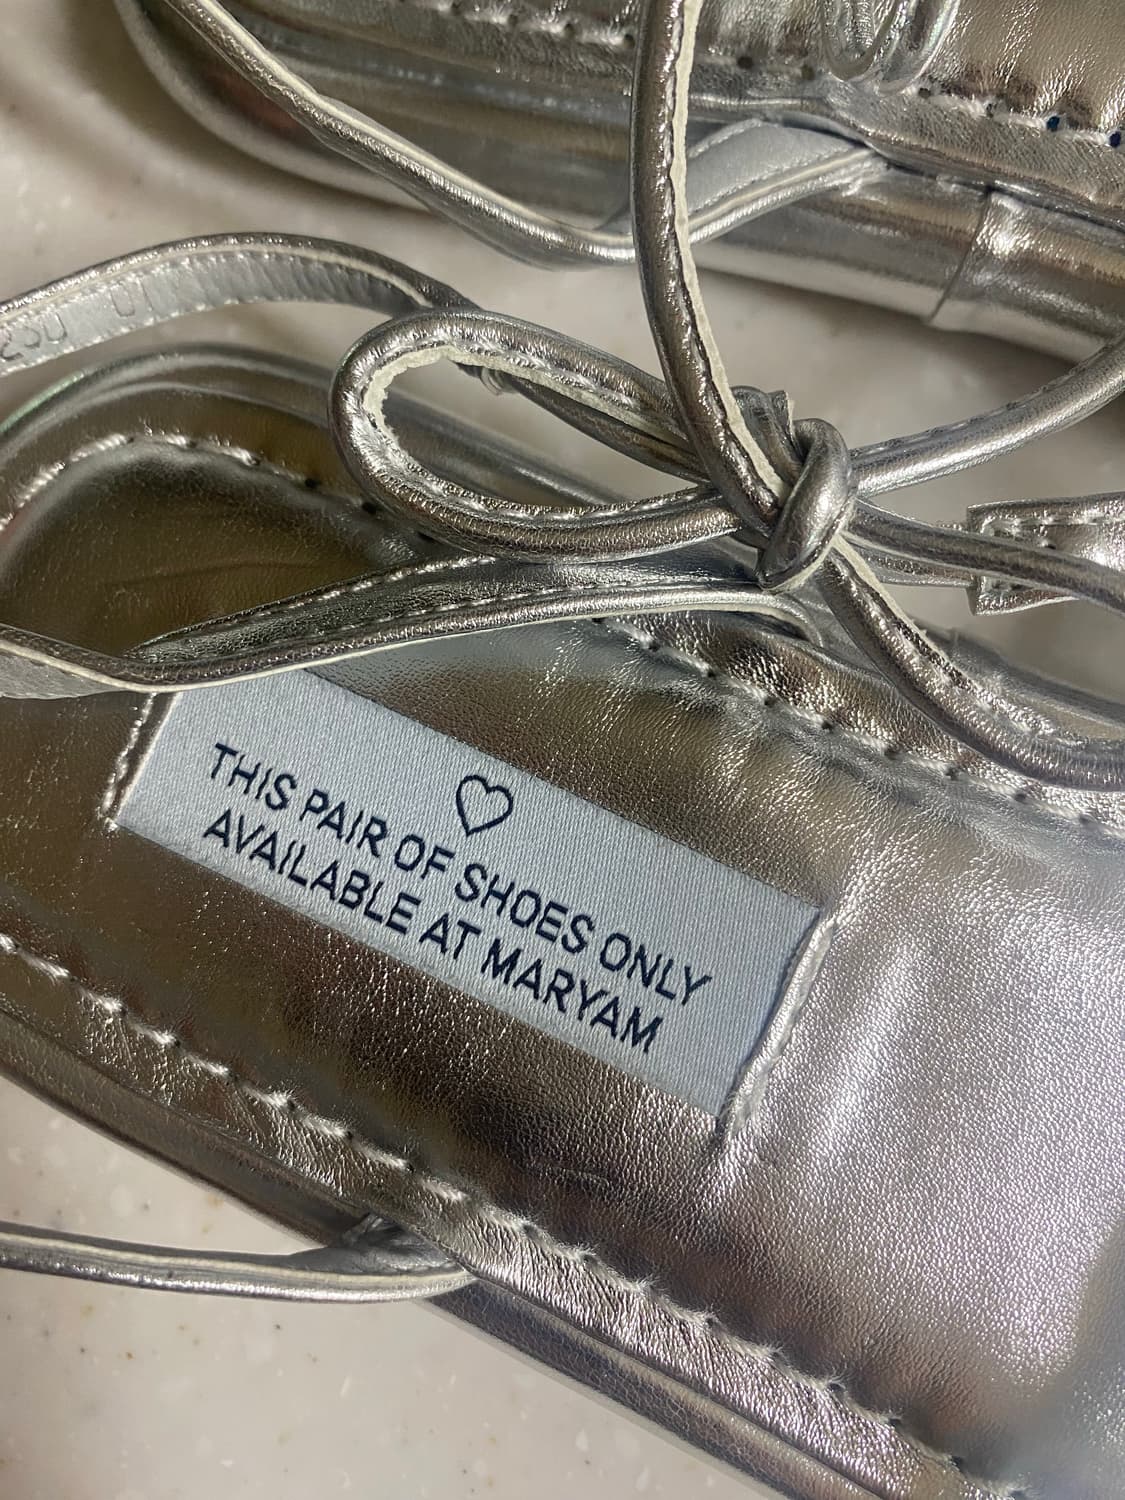 THIS PAIR OF SHOES ONLY
AVAILABLE AT MARYAM